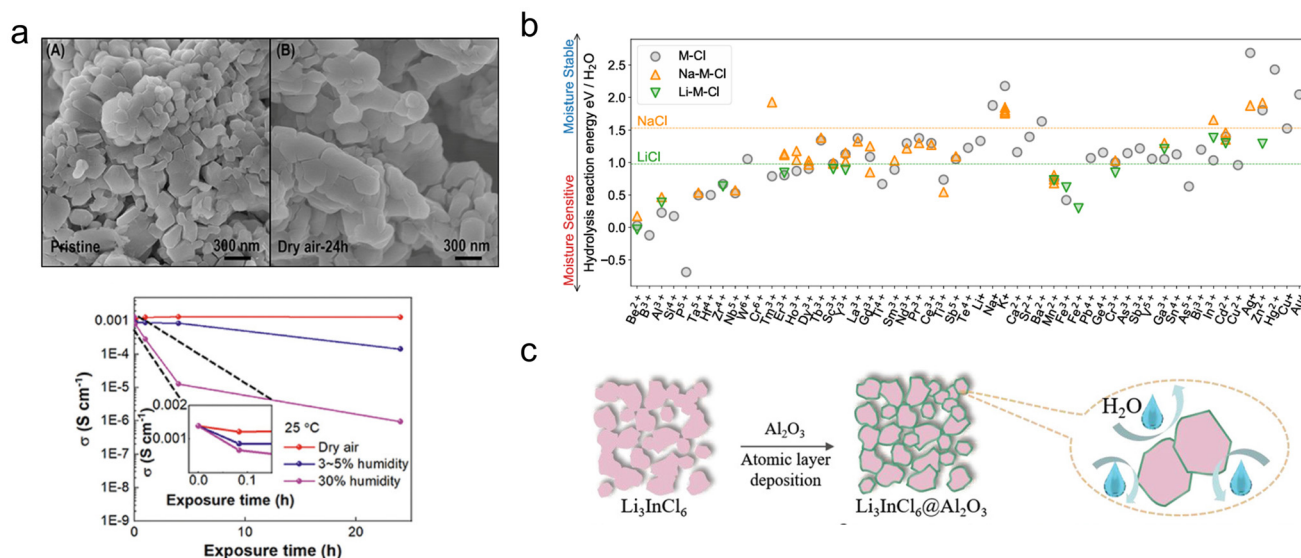 a
(A)
(B)
Pristine
300 nm
Dry air-24h
300 nm
0.001
1E-4
1E-5
1E-6
1E-7
1E-8
1E-9
σ (S cm⁻¹)
0.002
0.001
σ (S cm⁻¹)
0.0
0.1
Exposure time (h)
25 °C
Dry air
3~5% humidity
30% humidity
0
10
20
Exposure time (h)
b
Moisture Stable
Moisture Sensitive
Hydrolysis reaction energy eV / H₂O
2.5
2.0
1.5
1.0
0.5
0.0
−0.5
M-Cl
Na-M-Cl
Li-M-Cl
NaCl
LiCl
Be²⁺ B³⁺ Al³⁺ Si⁴⁺ P⁵⁺ Ta⁵⁺ Hf⁴⁺ Zr⁴⁺ Nb⁵⁺ W⁶⁺ Cr⁶⁺ Tm³⁺ Er³⁺ Ho³⁺ Dy³⁺ Tb³⁺ Sc³⁺ Y³⁺ La³⁺ Gd³⁺ Sm³⁺ Nd³⁺ Pr³⁺ Ce³⁺ Sb⁵⁺ Te⁴⁺ Li⁺ Na⁺ K⁺ Ca²⁺ Sr²⁺ Ba²⁺ Mn²⁺ Fe³⁺ Pb⁴⁺ Ge⁴⁺ Cr³⁺ As³⁺ Sb³⁺ V⁵⁺ Ga³⁺ As⁵⁺ Bi³⁺ In³⁺ Cd²⁺ Cu²⁺ Ag⁺ Zn²⁺ Hg²⁺ Cu⁺
c
Li₃InCl₆
Al₂O₃
Atomic layer
deposition
Li₃InCl₆@Al₂O₃
H₂O